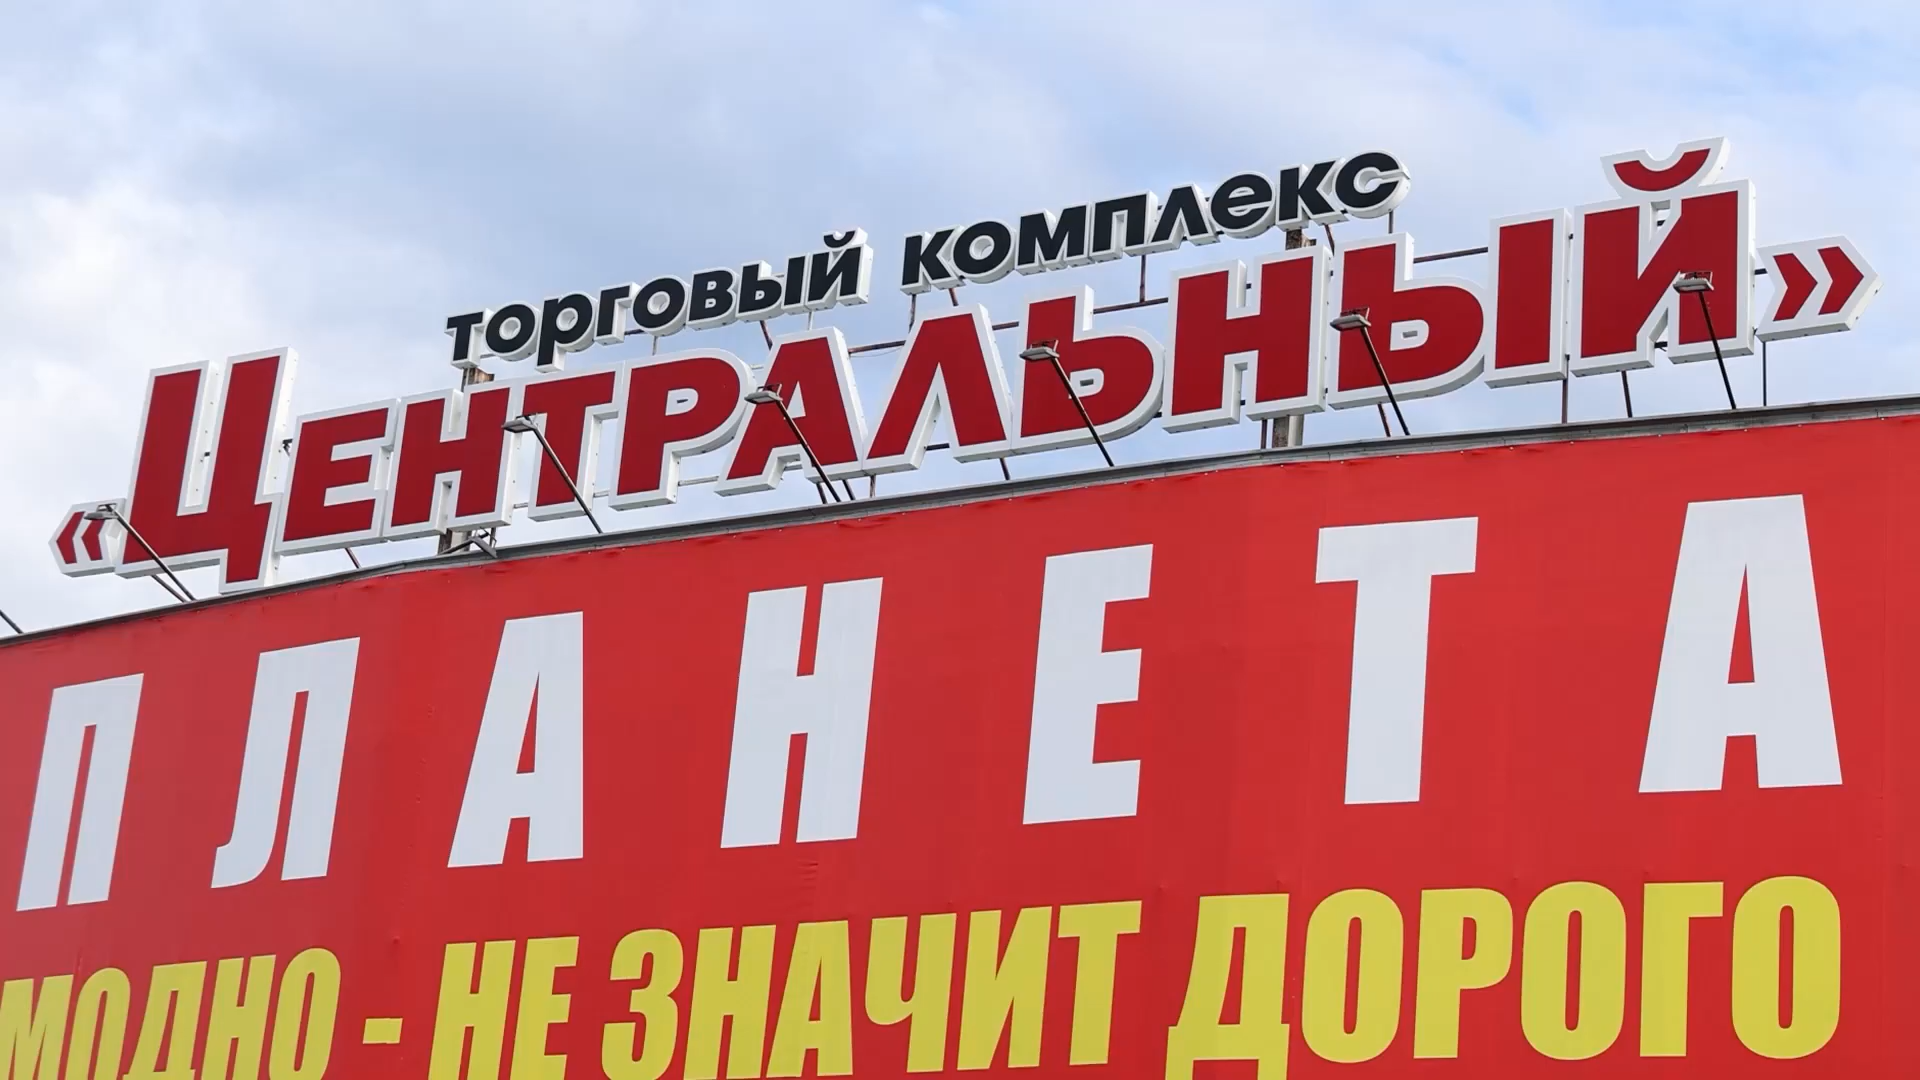 торговый комплекс
«Центральный»
ПЛАНЕТА
МОДНО - НЕ ЗНАЧИТ ДОРОГО